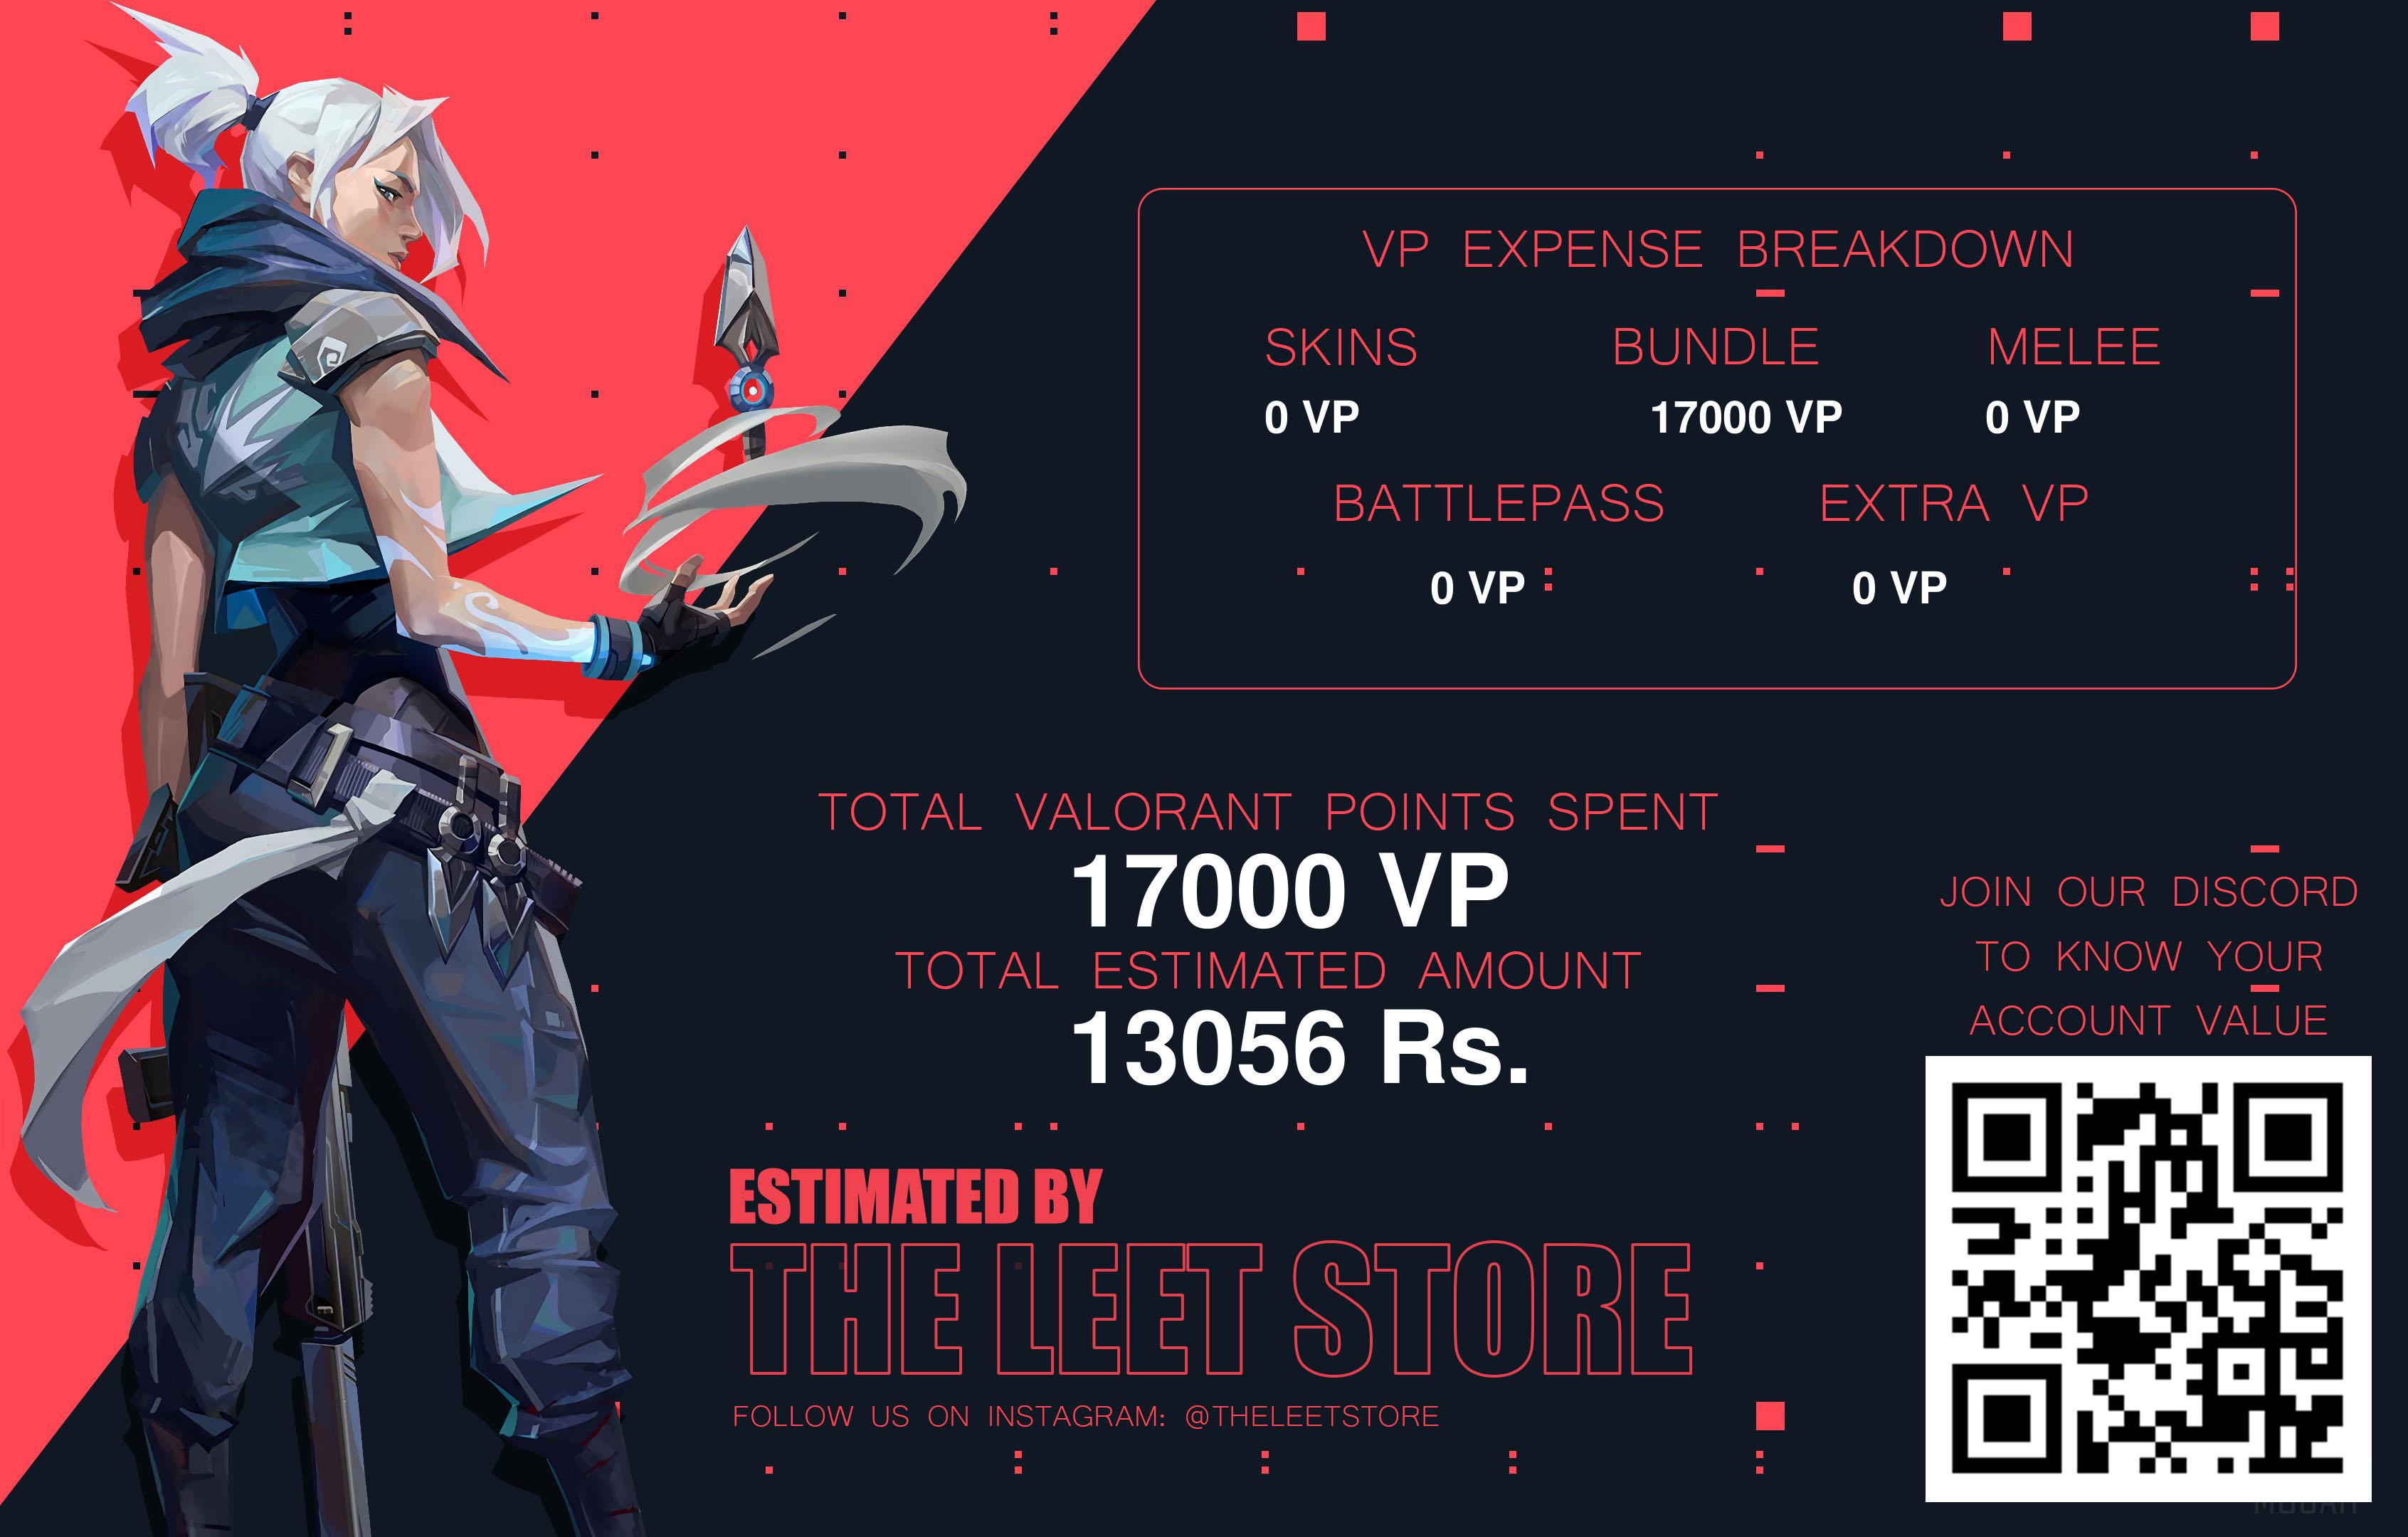 VP EXPENSE BREAKDOWN
SKINS BUNDLE MELEE
0 VP 17000 VP 0 VP
BATTLEPASS EXTRA VP
0 VP 0 VP
TOTAL VALORANT POINTS SPENT
17000 VP
TOTAL ESTIMATED AMOUNT
13056 Rs.
JOIN OUR DISCORD
TO KNOW YOUR
ACCOUNT VALUE
ESTIMATED BY
THE LEET STORE
FOLLOW US ON INSTAGRAM: @THELEETSTORE